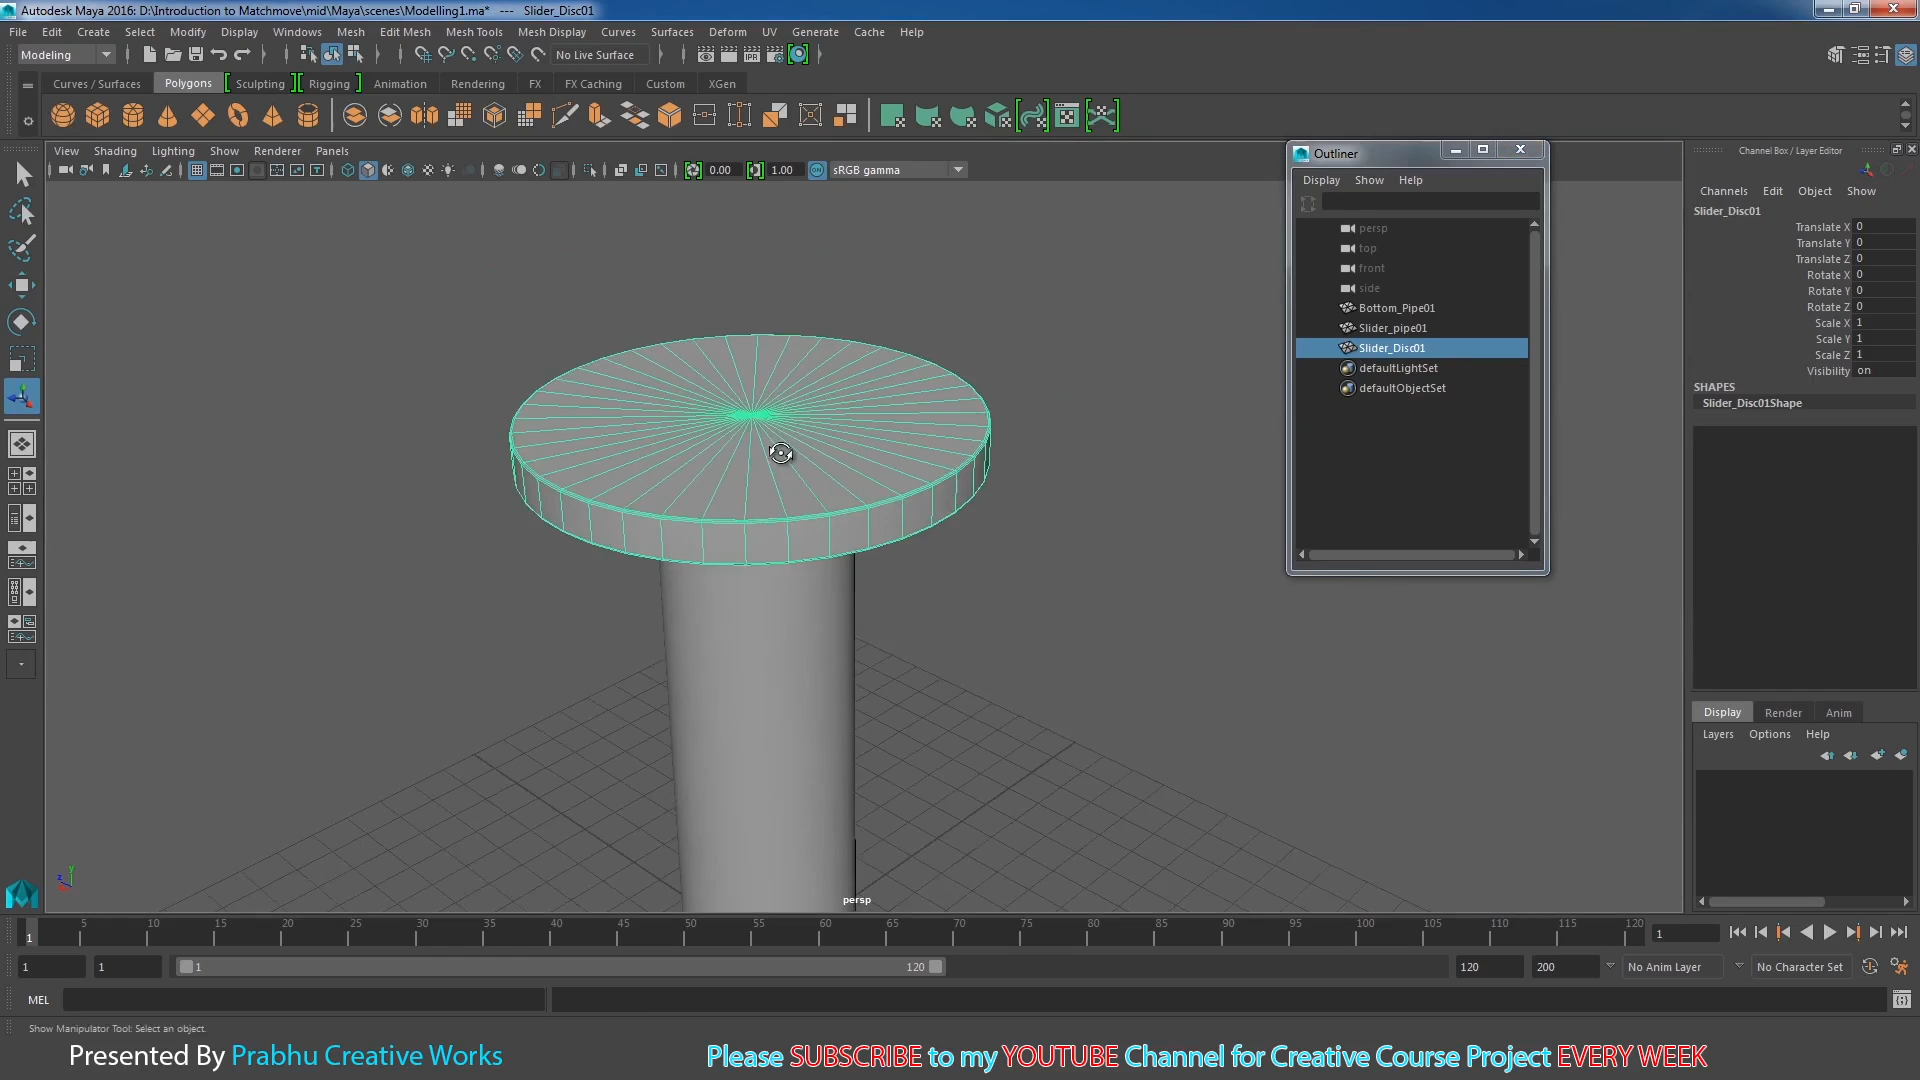 Autodesk Maya 2016: D:\Introduction to Matchmove\mid\Maya\scenes\Modelling1.ma* --- Slider_Disc01
File Edit Create Select Modify Display Windows Mesh Edit Mesh Mesh Tools Mesh Display Curves Surfaces Deform UV Generate Cache Help
Modeling No Live Surface
Curves / Surfaces Polygons Sculpting Rigging Animation Rendering FX FX Caching Custom XGen
View Shading Lighting Show Renderer Panels
0.00 1.00 sRGB gamma
Outliner
Display Show Help
persp
top
front
side
Bottom_Pipe01
Slider_pipe01
Slider_Disc01
defaultLightSet
defaultObjectSet
Channel Box / Layer Editor
Channels Edit Object Show
Slider_Disc01
Translate X 0
Translate Y 0
Translate Z 0
Rotate X 0
Rotate Y 0
Rotate Z 0
Scale X 1
Scale Y 1
Scale Z 1
Visibility on
SHAPES
Slider_Disc01Shape
Display Render Anim
Layers Options Help
persp
1 5 10 15 20 25 30 35 40 45 50 55 60 65 70 75 80 85 90 95 100 105 110 115 120 1
1 1 1 120 120 200 No Anim Layer No Character Set
MEL
Show Manipulator Tool: Select an object.
Presented By Prabhu Creative Works
Please SUBSCRIBE to my YOUTUBE Channel for Creative Course Project EVERY WEEK